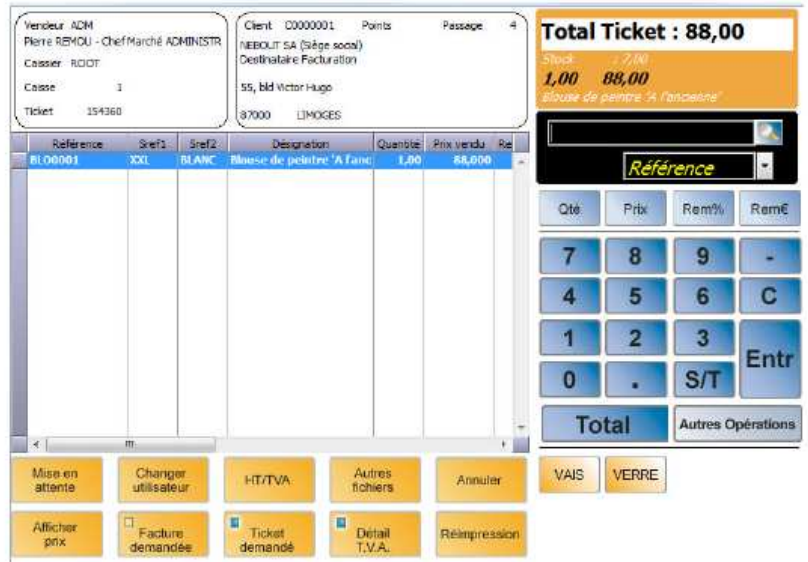 Vendeur ADM
Pierre REMOU - Chef Marché ADMINISTR
Caissier ROOT
Caisse 1
Ticket 154360
Client C0000001 Points Passage 4
NEBOUT SA (Siège social)
Destinataire Facturation
55, bld Victor Hugo
87000 LIMOGES
Total Ticket : 88,00
Stock : 7,00
1,00 88,00
Blouse de peintre 'A l'ancienne'
Référence
Référence Sref1 Sref2 Désignation Quantité Prix vendu Re
BLO0001 XXL BLANC Blouse de peintre 'A l'anc 1,00 88,000
Qté Prix Rem% Rem€
7 8 9 -
4 5 6 C
1 2 3 Entr
0 . S/T
Total Autres Opérations
Mise en attente
Changer utilisateur
HT/TVA
Autres fichiers
Annuler
VAIS VERRE
Afficher prix
Facture demandée
Ticket demandé
Détail T.V.A.
Réimpression